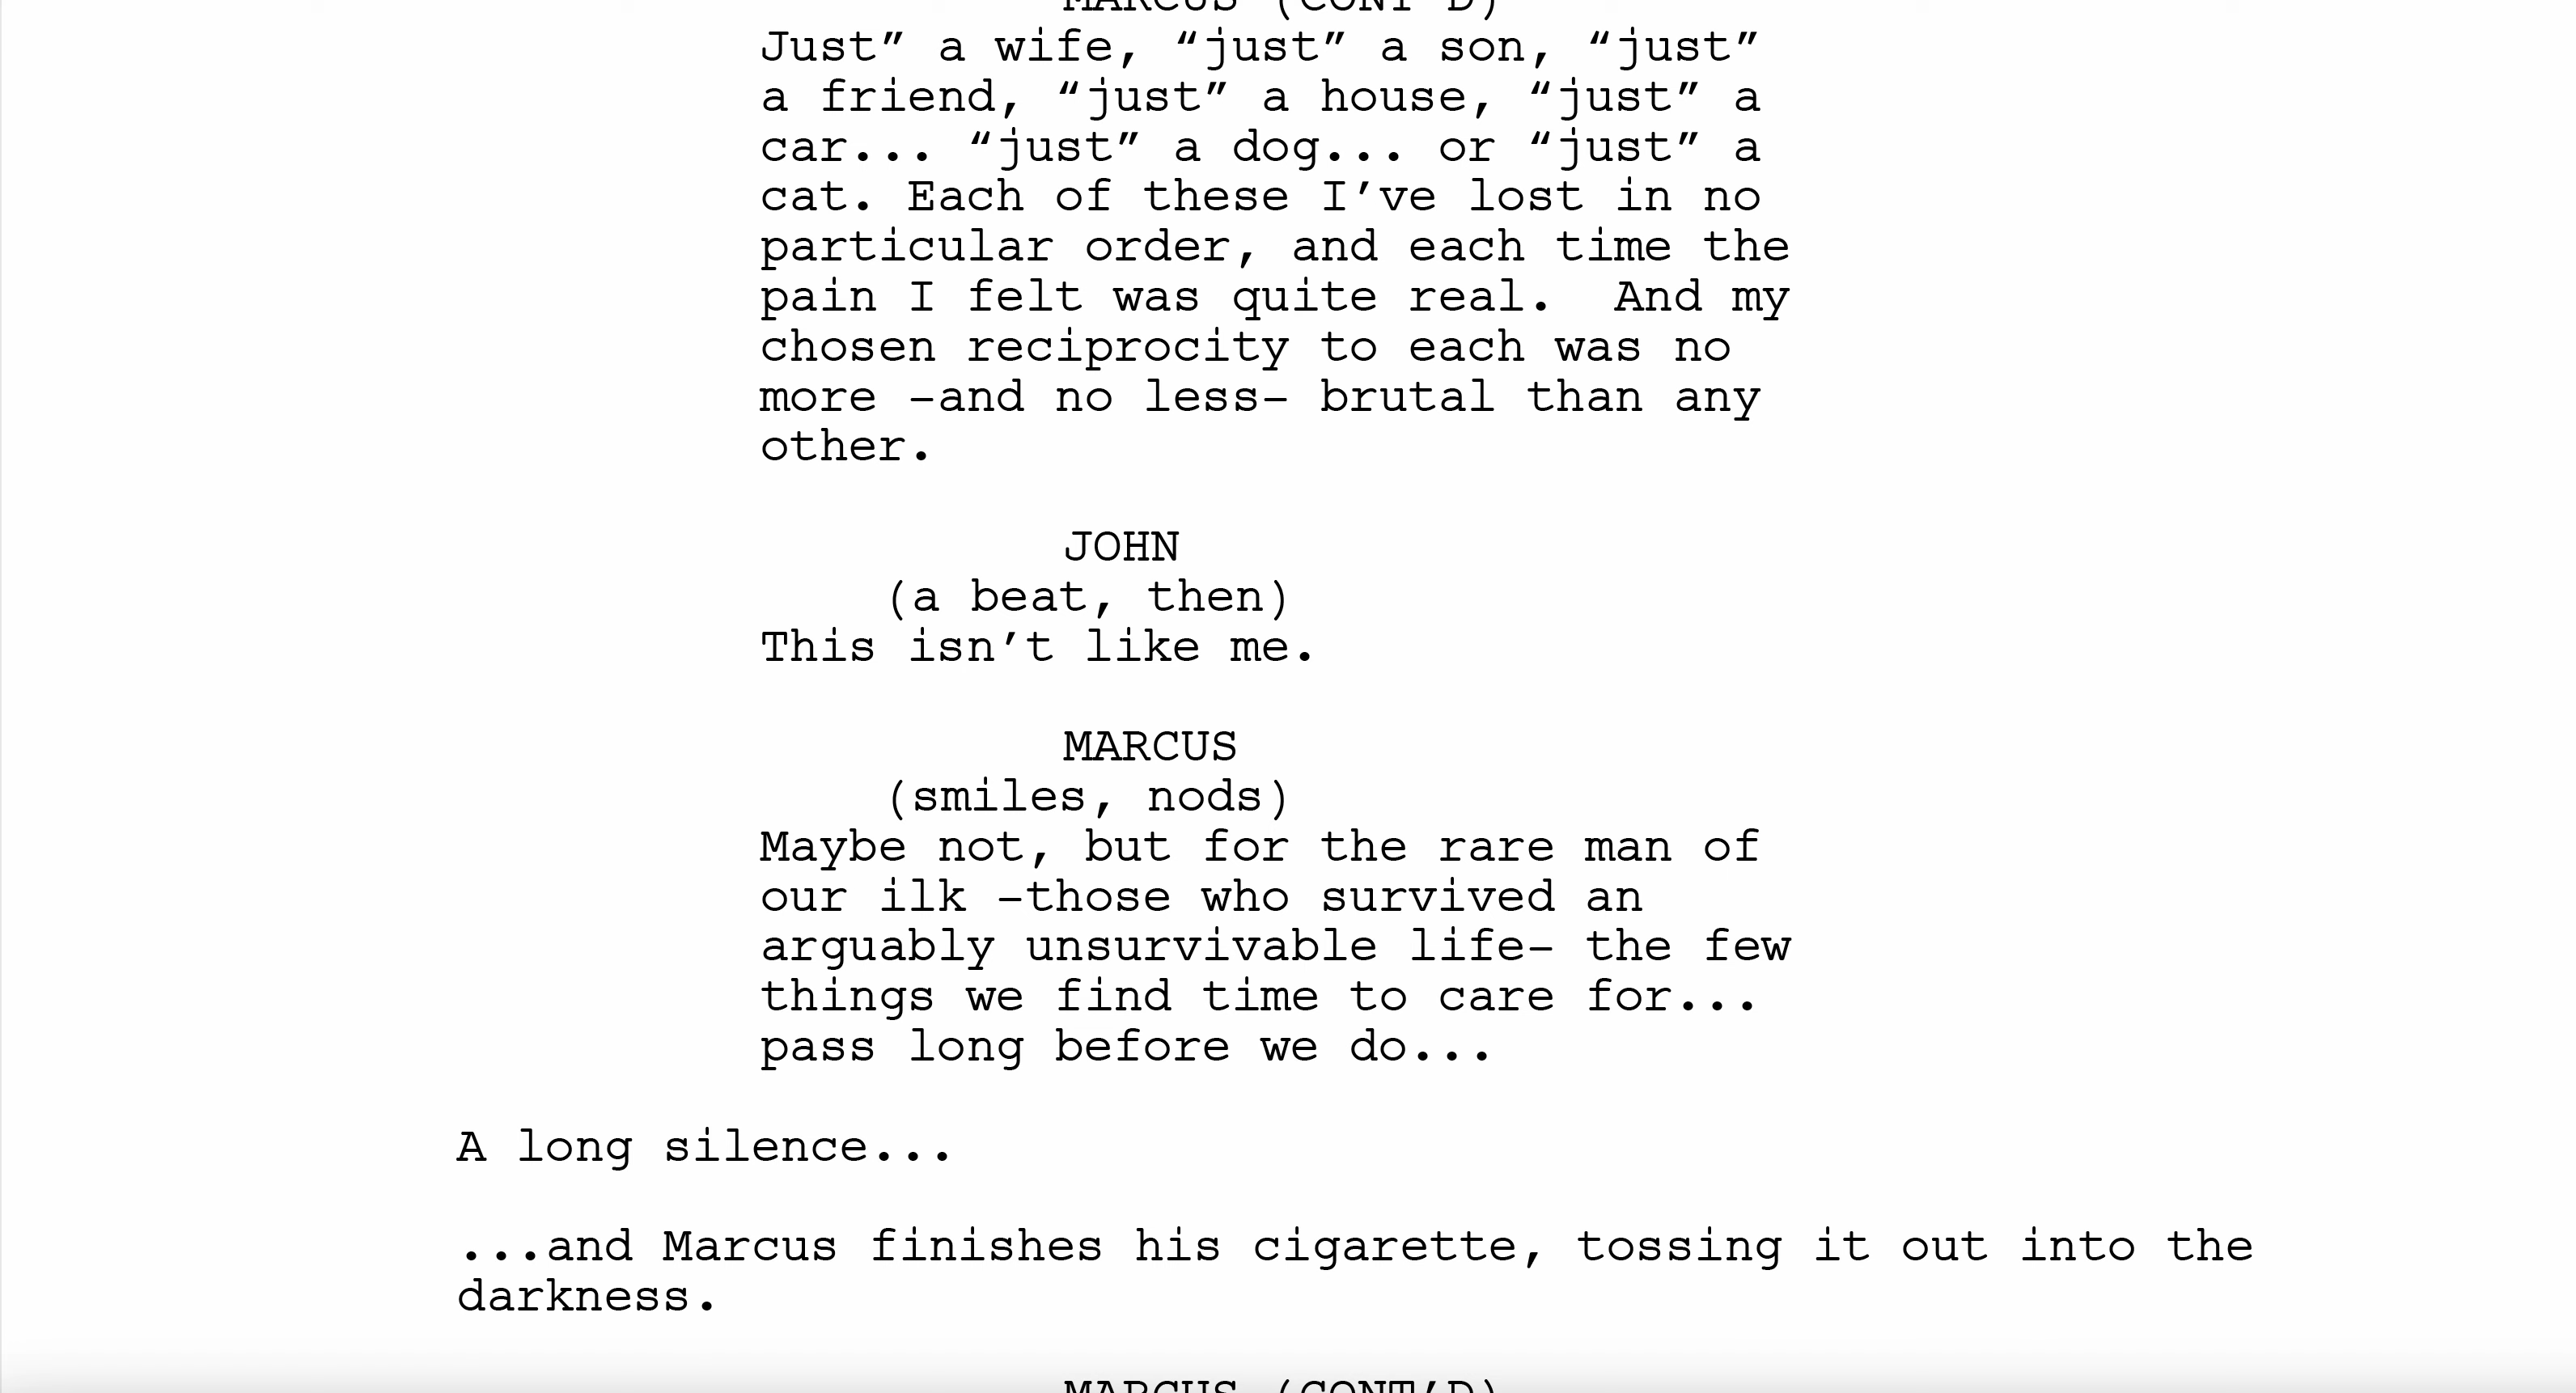 MARCUS (CONT'D)
Just” a wife, “just” a son, “just”
a friend, “just” a house, “just” a
car... “just” a dog... or “just” a
cat. Each of these I’ve lost in no
particular order, and each time the
pain I felt was quite real.  And my
chosen reciprocity to each was no
more -and no less- brutal than any
other.
JOHN
(a beat, then)
This isn’t like me.
MARCUS
(smiles, nods)
Maybe not, but for the rare man of
our ilk -those who survived an
arguably unsurvivable life- the few
things we find time to care for...
pass long before we do...
A long silence...
...and Marcus finishes his cigarette, tossing it out into the
darkness.
MARCUS (CONT’D)